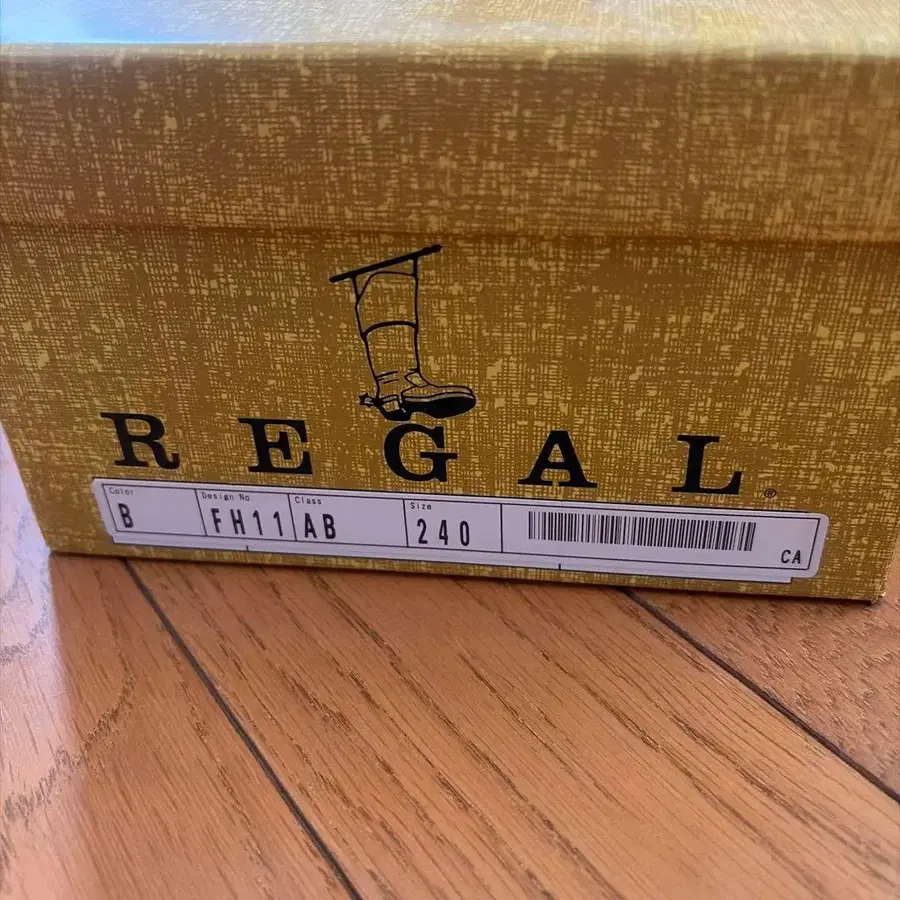 REGAL®
Color Design No Class Size
B FH11 AB 240
CA